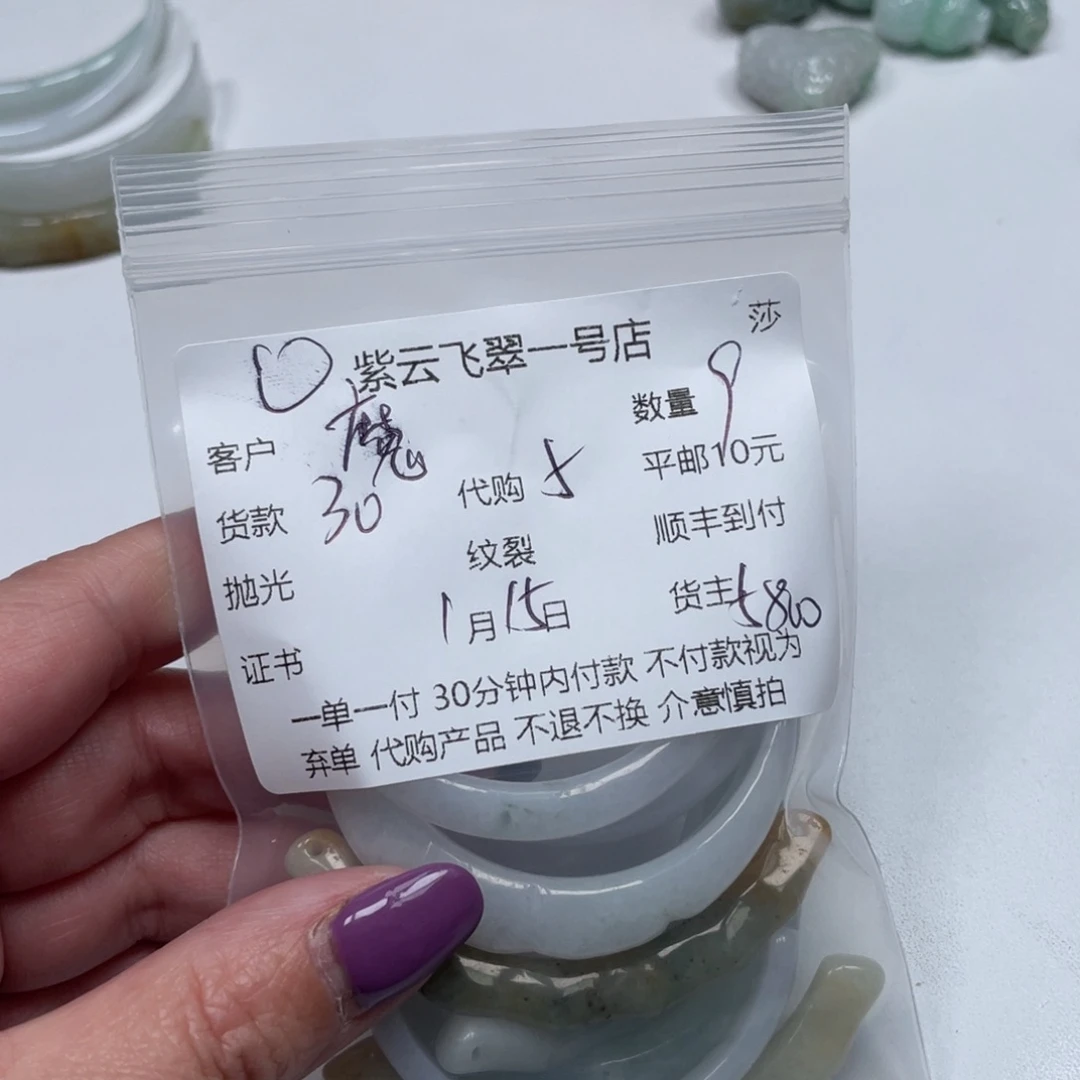 莎
紫云飞翠一号店
客户 魔 数量 9
货款 30 代购 5 平邮10元
抛光 纹裂 顺丰到付
证书 1月15日 货主 5800
一单一付 30分钟内付款 不付款视为
弃单 代购产品 不退不换 介意慎拍